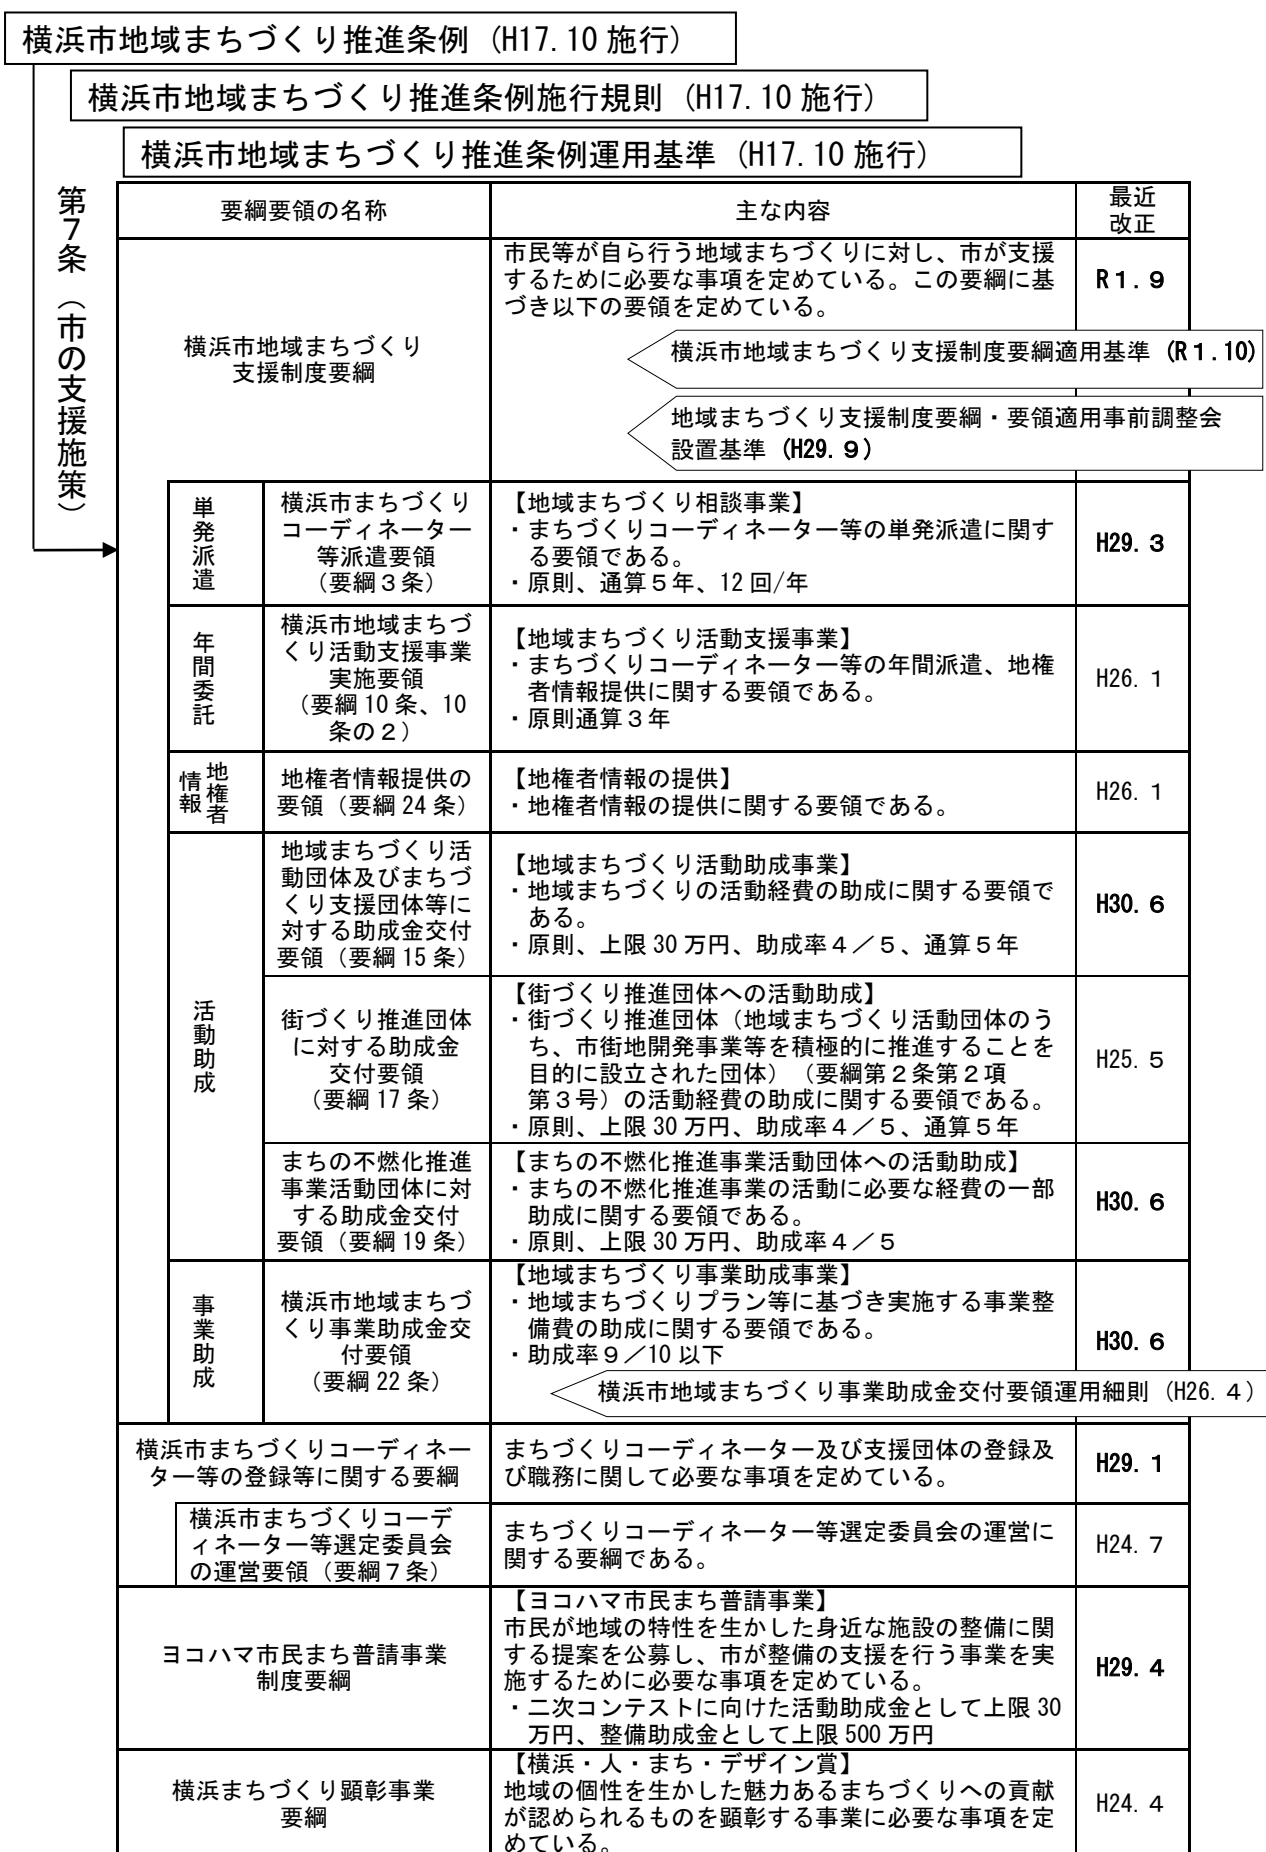 横浜市地域まちづくり推進条例 (H17.10 施行)
横浜市地域まちづくり推進条例施行規則 (H17.10 施行)
横浜市地域まちづくり推進条例運用基準 (H17.10 施行)
第7条（市の支援施策）
要綱要領の名称
主な内容
最近
改正
横浜市地域まちづくり
支援制度要綱
市民等が自ら行う地域まちづくりに対し、市が支援
するために必要な事項を定めている。この要綱に基
づき以下の要領を定めている。
R１.９
横浜市地域まちづくり支援制度要綱適用基準 (R１.10)
地域まちづくり支援制度要綱・要領適用事前調整会
設置基準 (H29.９)
単発派遣
横浜市まちづくり
コーディネーター
等派遣要領
（要綱３条）
【地域まちづくり相談事業】
・まちづくりコーディネーター等の単発派遣に関す
る要領である。
・原則、通算５年、12回/年
H29.３
年間委託
横浜市地域まちづ
くり活動支援事業
実施要領
（要綱10条、10
条の２）
【地域まちづくり活動支援事業】
・まちづくりコーディネーター等の年間派遣、地権
者情報提供に関する要領である。
・原則通算３年
H26.１
地権者
情報
地権者情報提供の
要領（要綱24条）
【地権者情報の提供】
・地権者情報の提供に関する要領である。
H26.１
活動助成
地域まちづくり活
動団体及びまちづ
くり支援団体等に
対する助成金交付
要領（要綱15条）
【地域まちづくり活動助成事業】
・地域まちづくりの活動経費の助成に関する要領で
ある。
・原則、上限30万円、助成率４／５、通算５年
H30.６
街づくり推進団体
に対する助成金
交付要領
（要綱17条）
【街づくり推進団体への活動助成】
・街づくり推進団体（地域まちづくり活動団体のう
ち、市街地開発事業等を積極的に推進することを
目的に設立された団体）（要綱第２条第２項
第３号）の活動経費の助成に関する要領である。
・原則、上限30万円、助成率４／５、通算５年
H25.５
まちの不燃化推進
事業活動団体に対
する助成金交付
要領（要綱19条）
【まちの不燃化推進事業活動団体への活動助成】
・まちの不燃化推進事業の活動に必要な経費の一部
助成に関する要領である。
・原則、上限30万円、助成率４／５
H30.６
事業助成
横浜市地域まちづ
くり事業助成金交
付要領
（要綱22条）
【地域まちづくり事業助成事業】
・地域まちづくりプラン等に基づき実施する事業整
備費の助成に関する要領である。
・助成率９／10以下
H30.６
横浜市地域まちづくり事業助成金交付要領運用細則 (H26.４)
横浜市まちづくりコーディネー
ター等の登録等に関する要綱
まちづくりコーディネーター及び支援団体の登録及
び職務に関して必要な事項を定めている。
H29.１
横浜市まちづくりコーデ
ィネーター等選定委員会
の運営要領（要綱７条）
まちづくりコーディネーター等選定委員会の運営に
関する要綱である。
H24.７
ヨコハマ市民まち普請事業
制度要綱
【ヨコハマ市民まち普請事業】
市民が地域の特性を生かした身近な施設の整備に関
する提案を公募し、市が整備の支援を行う事業を実
施するために必要な事項を定めている。
・二次コンテストに向けた活動助成金として上限30
万円、整備助成金として上限500万円
H29.４
横浜まちづくり顕彰事業
要綱
【横浜・人・まち・デザイン賞】
地域の個性を生かした魅力あるまちづくりへの貢献
が認められるものを顕彰する事業に必要な事項を定
めている。
H24.４